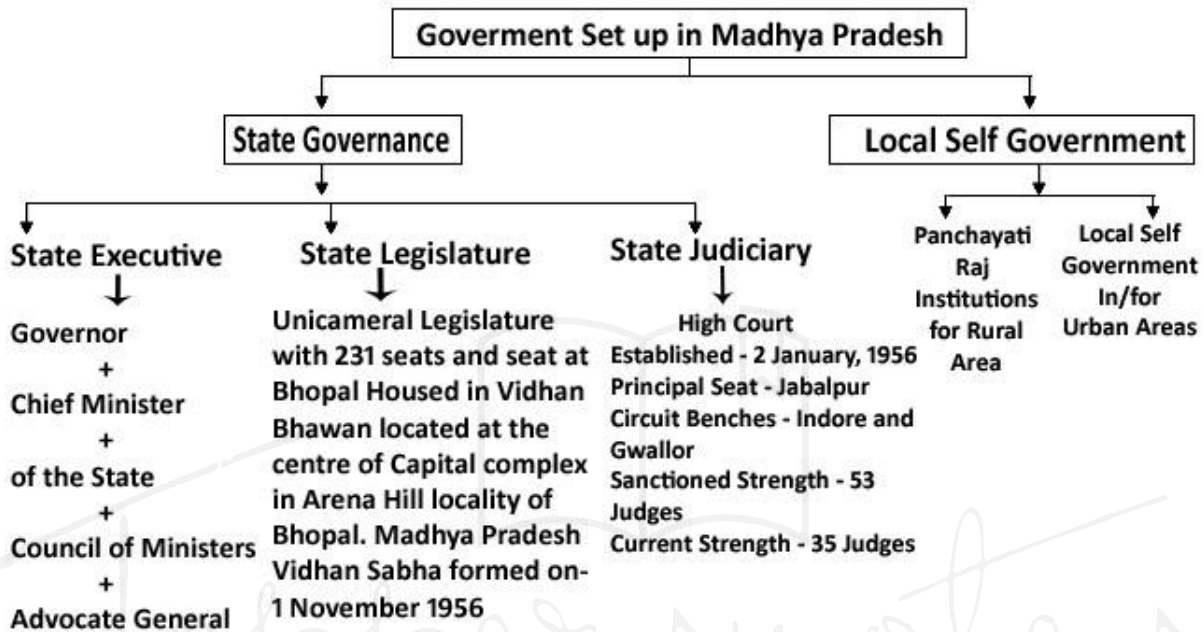 Goverment Set up in Madhya Pradesh
State Governance
Local Self Government
State Executive
Governor
+
Chief Minister
+
of the State
+
Council of Ministers
+
Advocate General
State Legislature
Unicameral Legislature
with 231 seats and seat at
Bhopal Housed in Vidhan
Bhawan located at the
centre of Capital complex
in Arena Hill locality of
Bhopal. Madhya Pradesh
Vidhan Sabha formed on-
1 November 1956
State Judiciary
High Court
Established - 2 January, 1956
Principal Seat - Jabalpur
Circuit Benches - Indore and
Gwallor
Sanctioned Strength - 53
Judges
Current Strength - 35 Judges
Panchayati
Raj
Institutions
for Rural
Area
Local Self
Government
In/for
Urban Areas